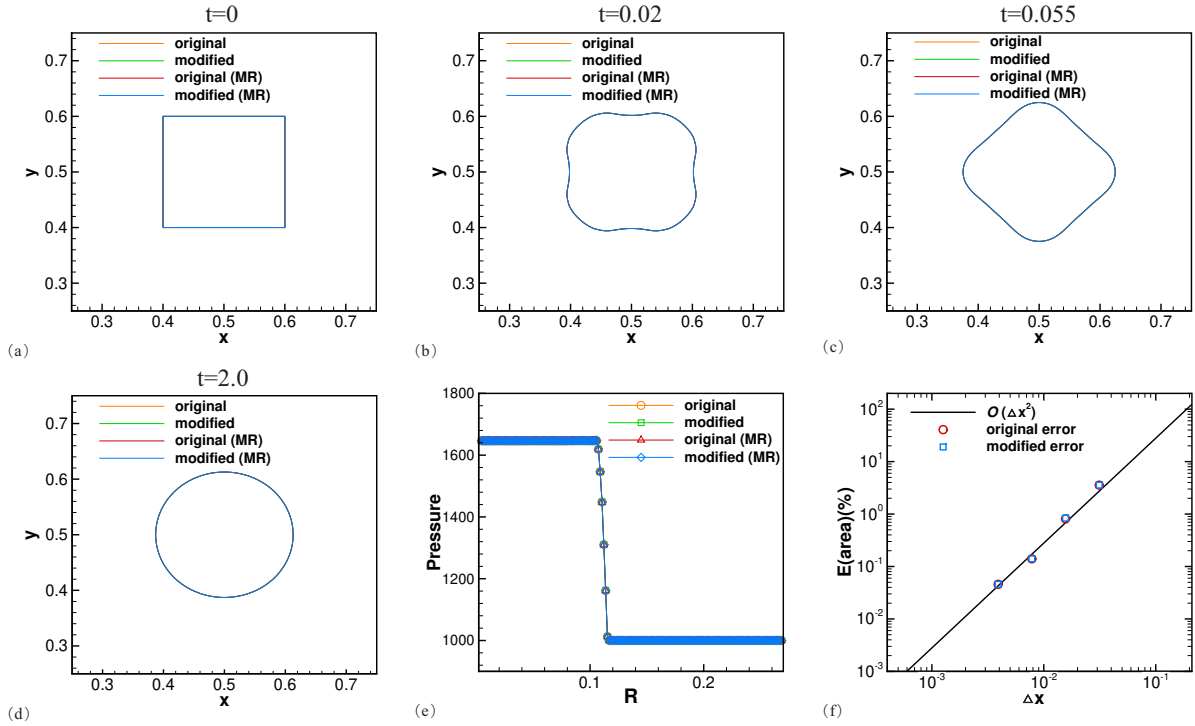 t=0
original
modified
original (MR)
modified (MR)
0.7
0.6
0.5
0.4
0.3
y
0.3 0.4 0.5 0.6 0.7
x
(a)
t=0.02
original
modified
original (MR)
modified (MR)
0.7
0.6
0.5
0.4
0.3
y
0.3 0.4 0.5 0.6 0.7
x
(b)
t=0.055
original
modified
original (MR)
modified (MR)
0.7
0.6
0.5
0.4
0.3
y
0.3 0.4 0.5 0.6 0.7
x
(c)
t=2.0
original
modified
original (MR)
modified (MR)
0.7
0.6
0.5
0.4
0.3
y
0.3 0.4 0.5 0.6 0.7
x
(d)
original
modified
original (MR)
modified (MR)
1800
1600
1400
1200
1000
Pressure
0.1 0.2
R
(e)
O(△x²)
original error
modified error
10²
10¹
10⁰
10⁻¹
10⁻²
10⁻³
E(area)(%)
10⁻³ 10⁻² 10⁻¹
△x
(f)